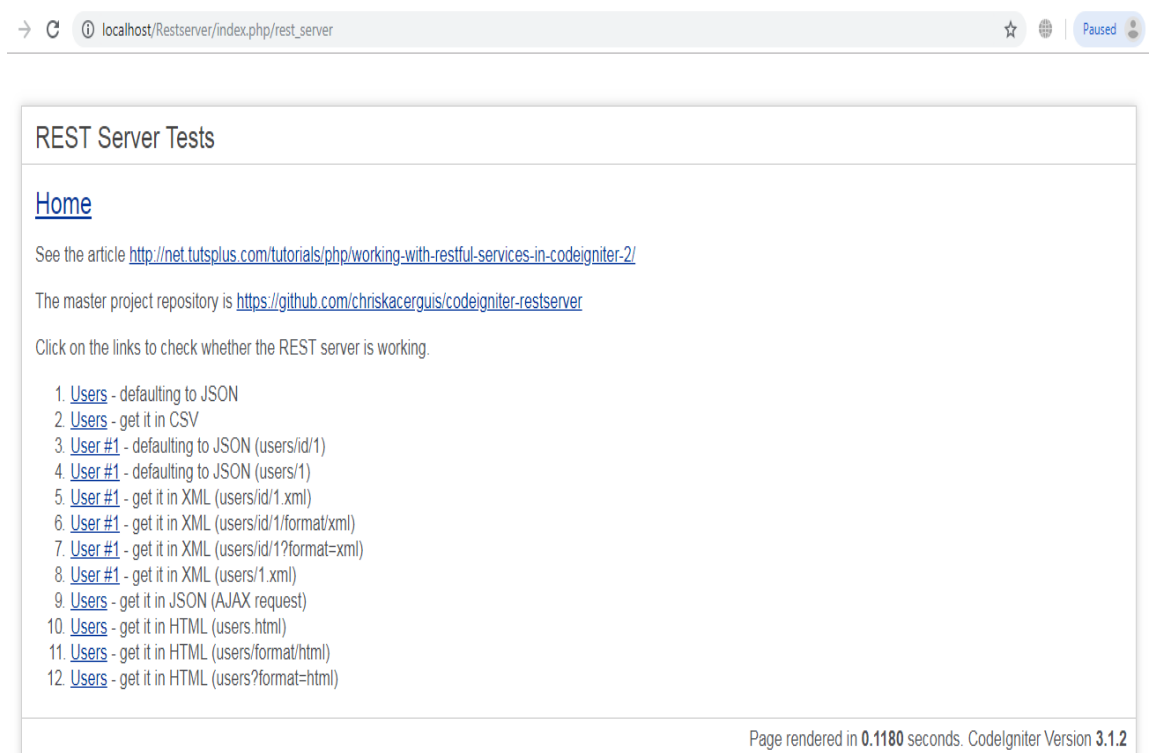 localhost/Restserver/index.php/rest_server
Paused
REST Server Tests
Home
See the article http://net.tutsplus.com/tutorials/php/working-with-restful-services-in-codeigniter-2/
The master project repository is https://github.com/chriskacerguis/codeigniter-restserver
Click on the links to check whether the REST server is working.
1. Users - defaulting to JSON
2. Users - get it in CSV
3. User #1 - defaulting to JSON (users/id/1)
4. User #1 - defaulting to JSON (users/1)
5. User #1 - get it in XML (users/id/1.xml)
6. User #1 - get it in XML (users/id/1/format/xml)
7. User #1 - get it in XML (users/id/1?format=xml)
8. User #1 - get it in XML (users/1.xml)
9. Users - get it in JSON (AJAX request)
10. Users - get it in HTML (users.html)
11. Users - get it in HTML (users/format/html)
12. Users - get it in HTML (users?format=html)
Page rendered in 0.1180 seconds. CodeIgniter Version 3.1.2